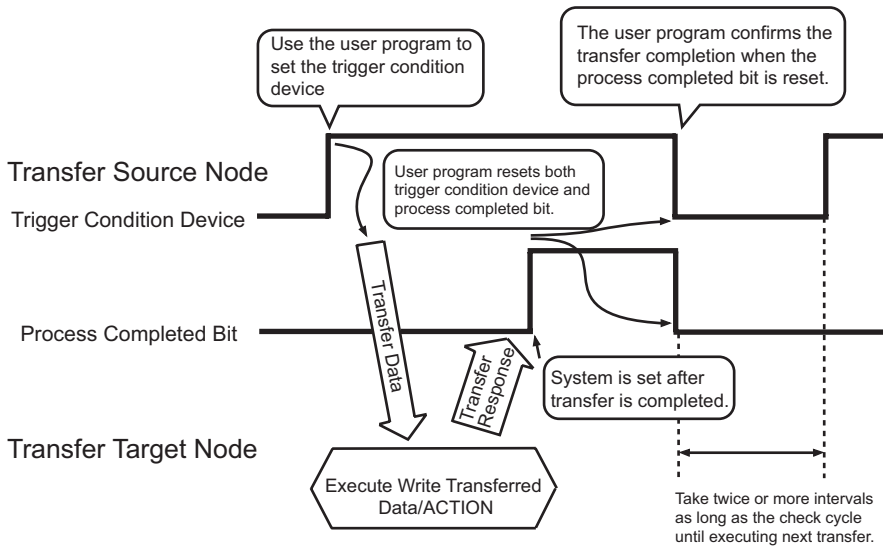 Use the user program to
set the trigger condition
device
The user program confirms the
transfer completion when the
process completed bit is reset.
Transfer Source Node
Trigger Condition Device
User program resets both
trigger condition device and
process completed bit.
Transfer Data
Process Completed Bit
Transfer
Response
System is set after
transfer is completed.
Transfer Target Node
Execute Write Transferred
Data/ACTION
Take twice or more intervals
as long as the check cycle
until executing next transfer.